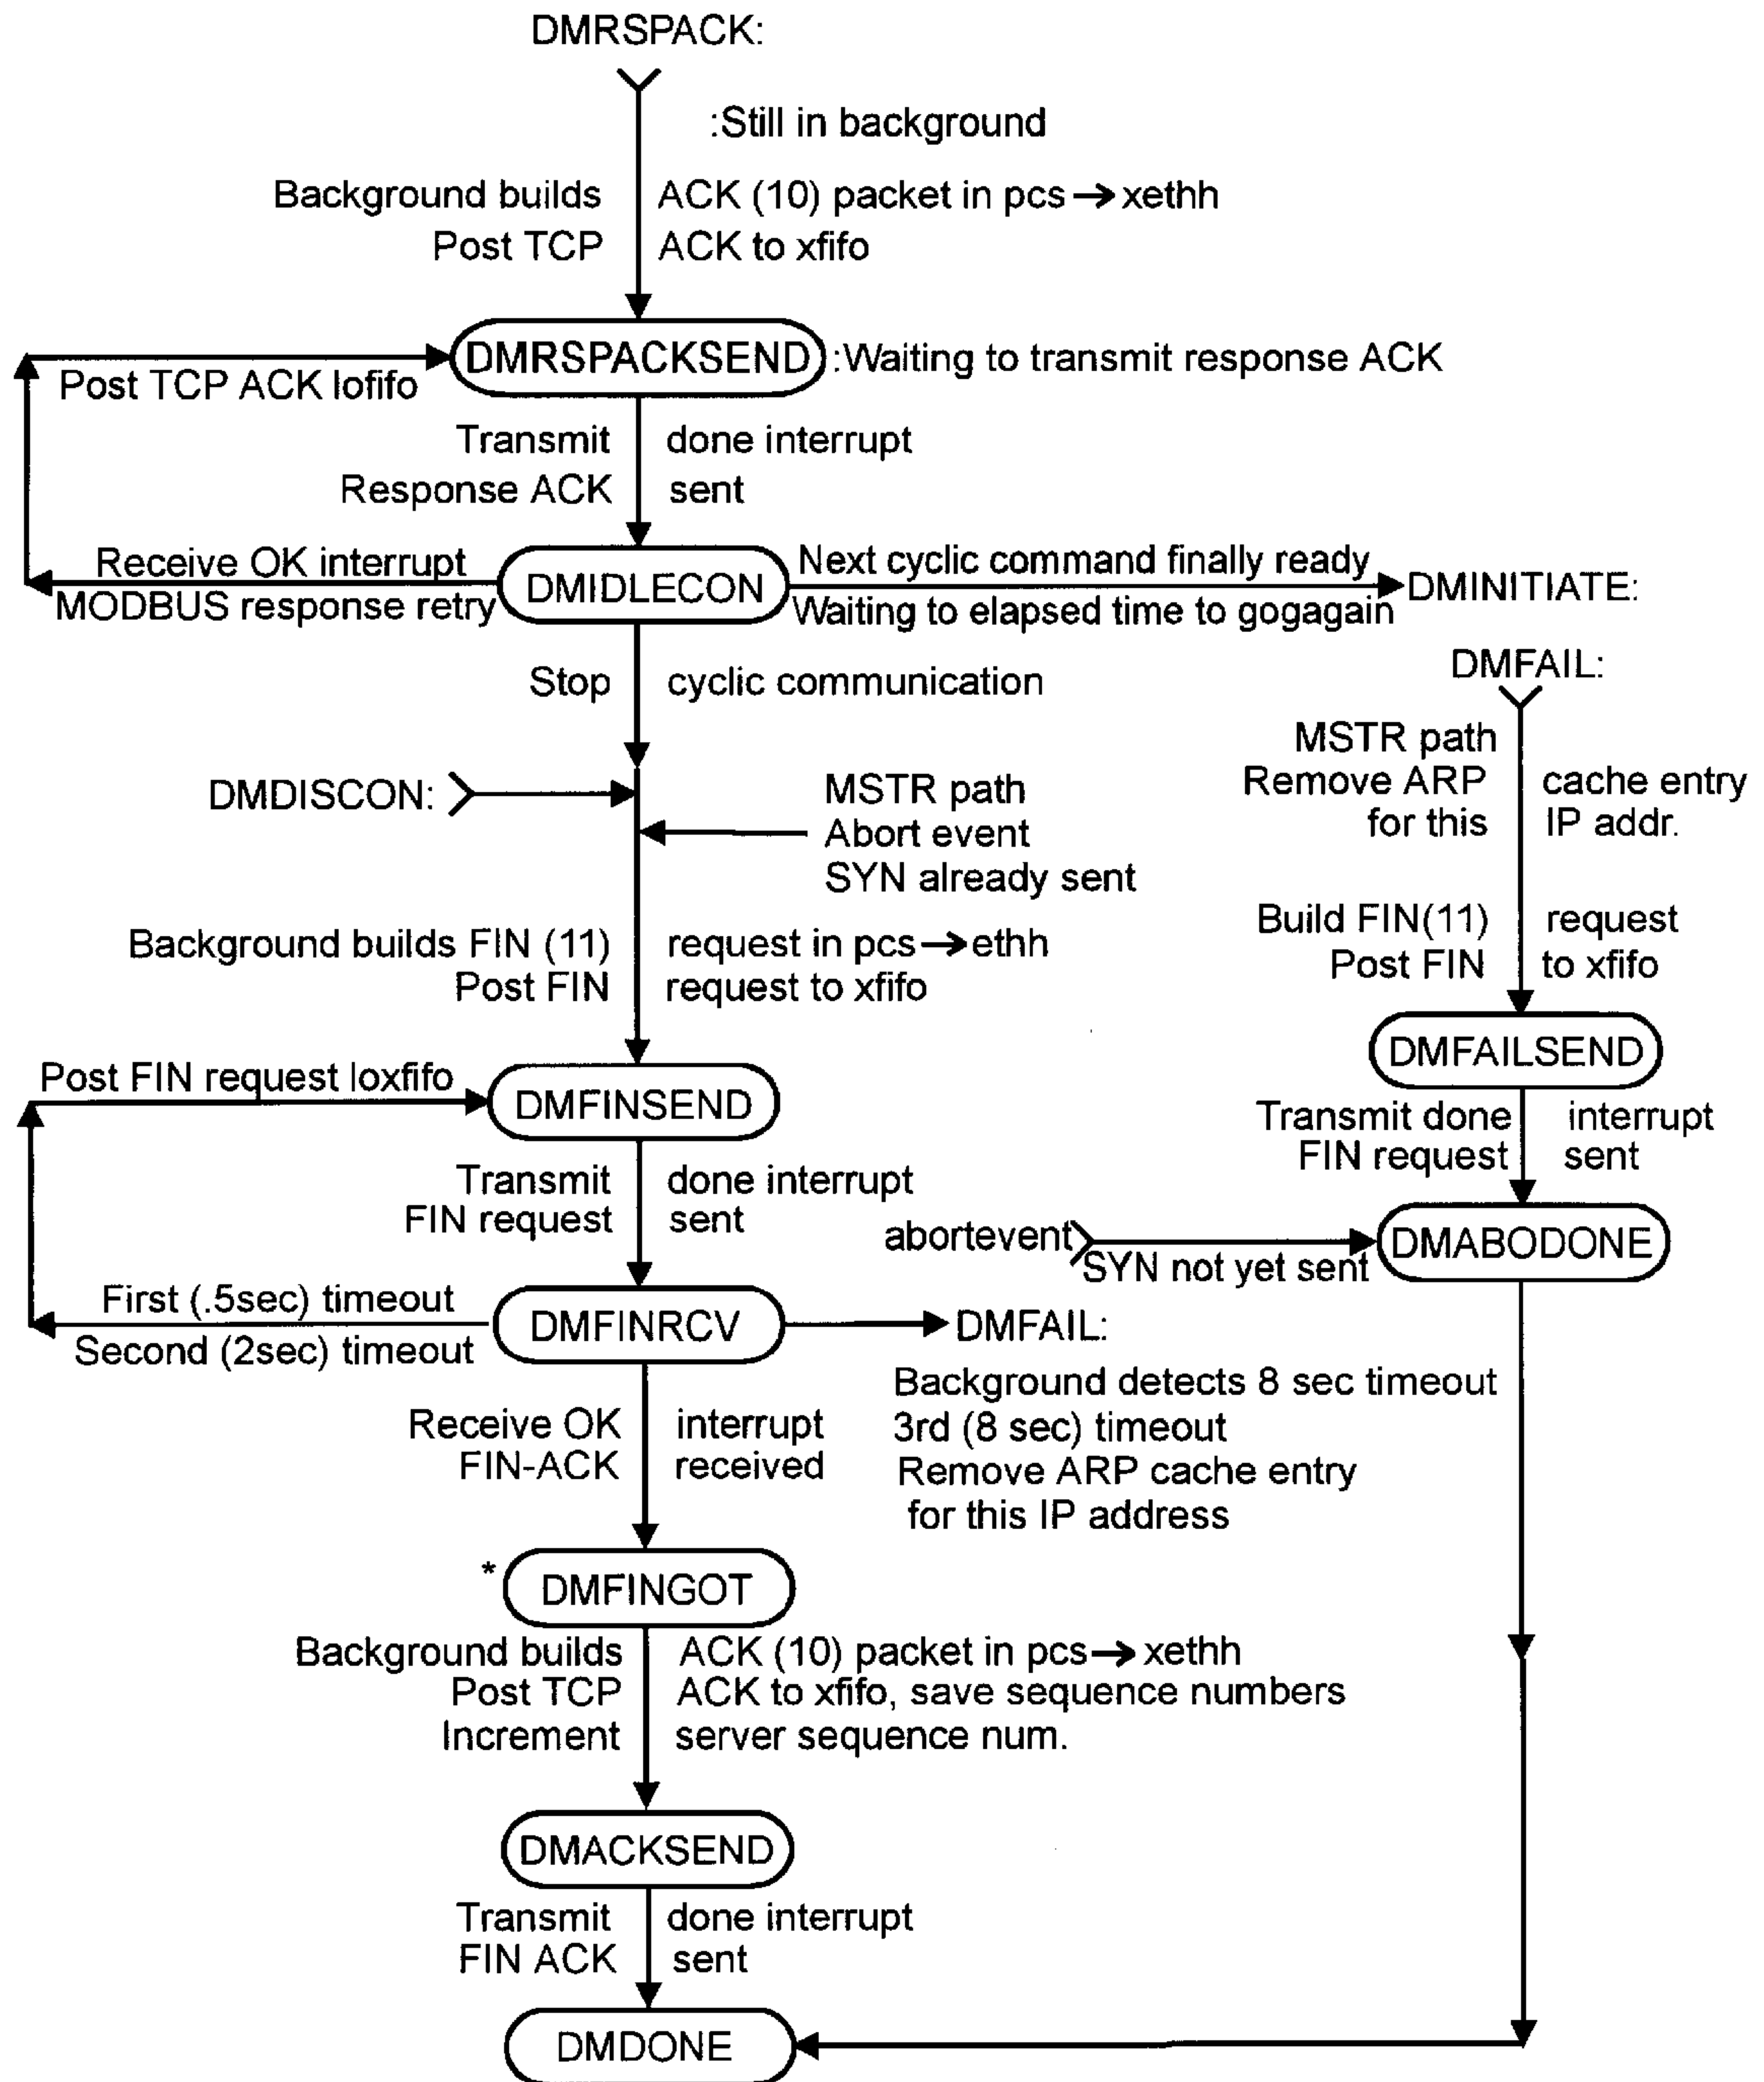 DMRSPACK:
:Still in background
Background builds ACK (10) packet in pcs→xethh
Post TCP ACK to xfifo
DMRSPACKSEND :Waiting to transmit response ACK
Post TCP ACK lofifo
Transmit done interrupt
Response ACK sent
Receive OK interrupt
MODBUS response retry
DMIDLECON
Next cyclic command finally ready
Waiting to elapsed time to gogagain
DMINITIATE:
Stop cyclic communication
DMFAIL:
MSTR path
Remove ARP cache entry
for this IP addr.
DMDISCON:
MSTR path
Abort event
SYN already sent
Background builds FIN (11) request in pcs→ethh
Post FIN request to xfifo
Build FIN(11) request
Post FIN to xfifo
DMFAILSEND
Post FIN request loxfifo
DMFINSEND
Transmit done interrupt
FIN request sent
Transmit done interrupt
FIN request sent
abortevent
SYN not yet sent
DMABODONE
First (.5sec) timeout
Second (2sec) timeout
DMFINRCV
DMFAIL:
Background detects 8 sec timeout
3rd (8 sec) timeout
Remove ARP cache entry
for this IP address
Receive OK interrupt
FIN-ACK received
* DMFINGOT
Background builds ACK (10) packet in pcs→xethh
Post TCP ACK to xfifo, save sequence numbers
Increment server sequence num.
DMACKSEND
Transmit done interrupt
FIN ACK sent
DMDONE